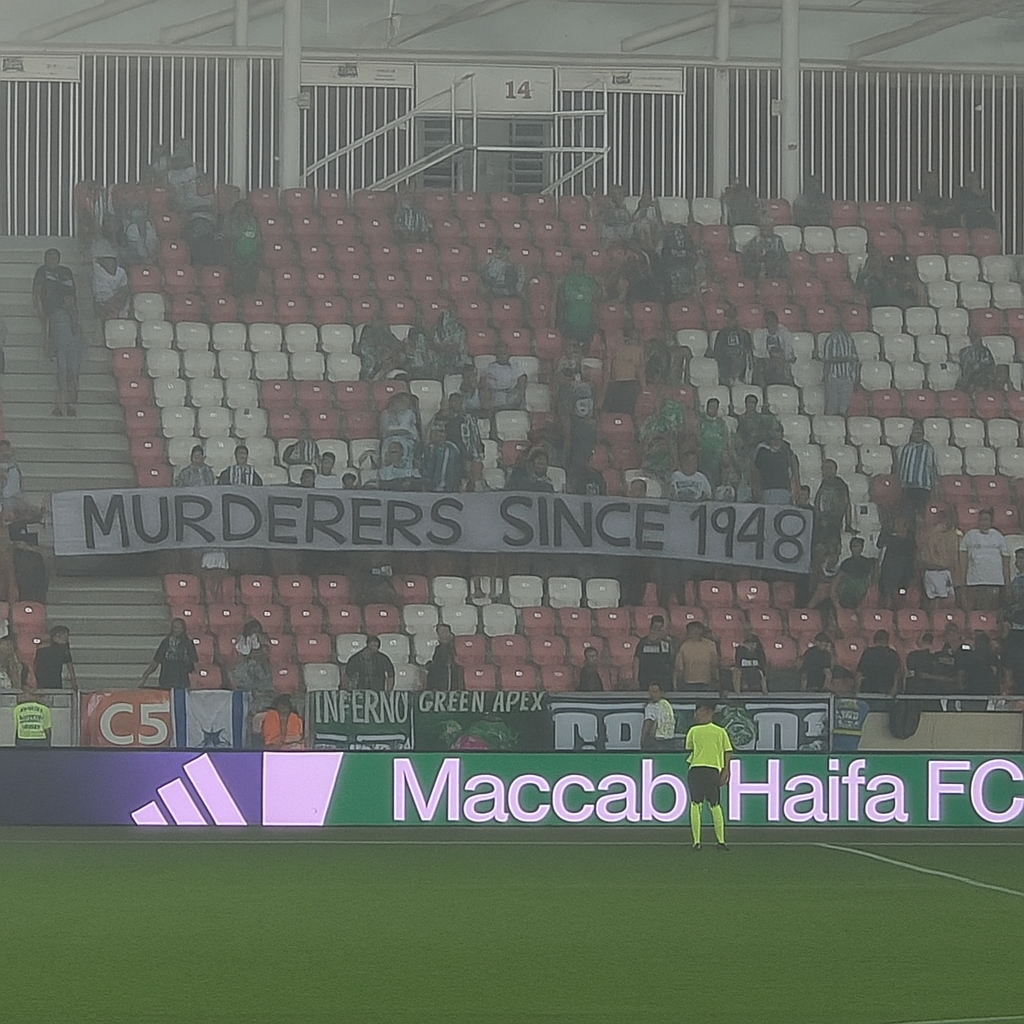 14
MURDERERS SINCE 1948
C5
INFERNO
GREEN APEX
Maccabi Haifa FC